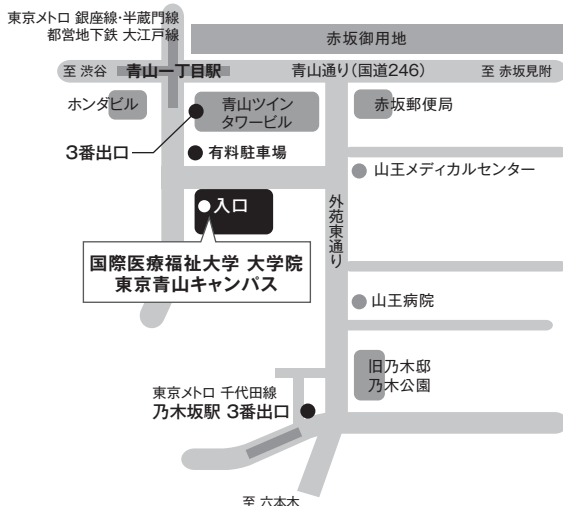 東京メトロ 銀座線・半蔵門線
都営地下鉄 大江戸線
赤坂御用地
至 渋谷
青山一丁目駅
青山通り(国道246)
至 赤坂見附
ホンダビル
青山ツイン
タワービル
赤坂郵便局
3番出口
有料駐車場
山王メディカルセンター
入口
外苑東通り
国際医療福祉大学 大学院
東京青山キャンパス
山王病院
旧乃木邸
乃木公園
東京メトロ 千代田線
乃木坂駅 3番出口
至 六本木